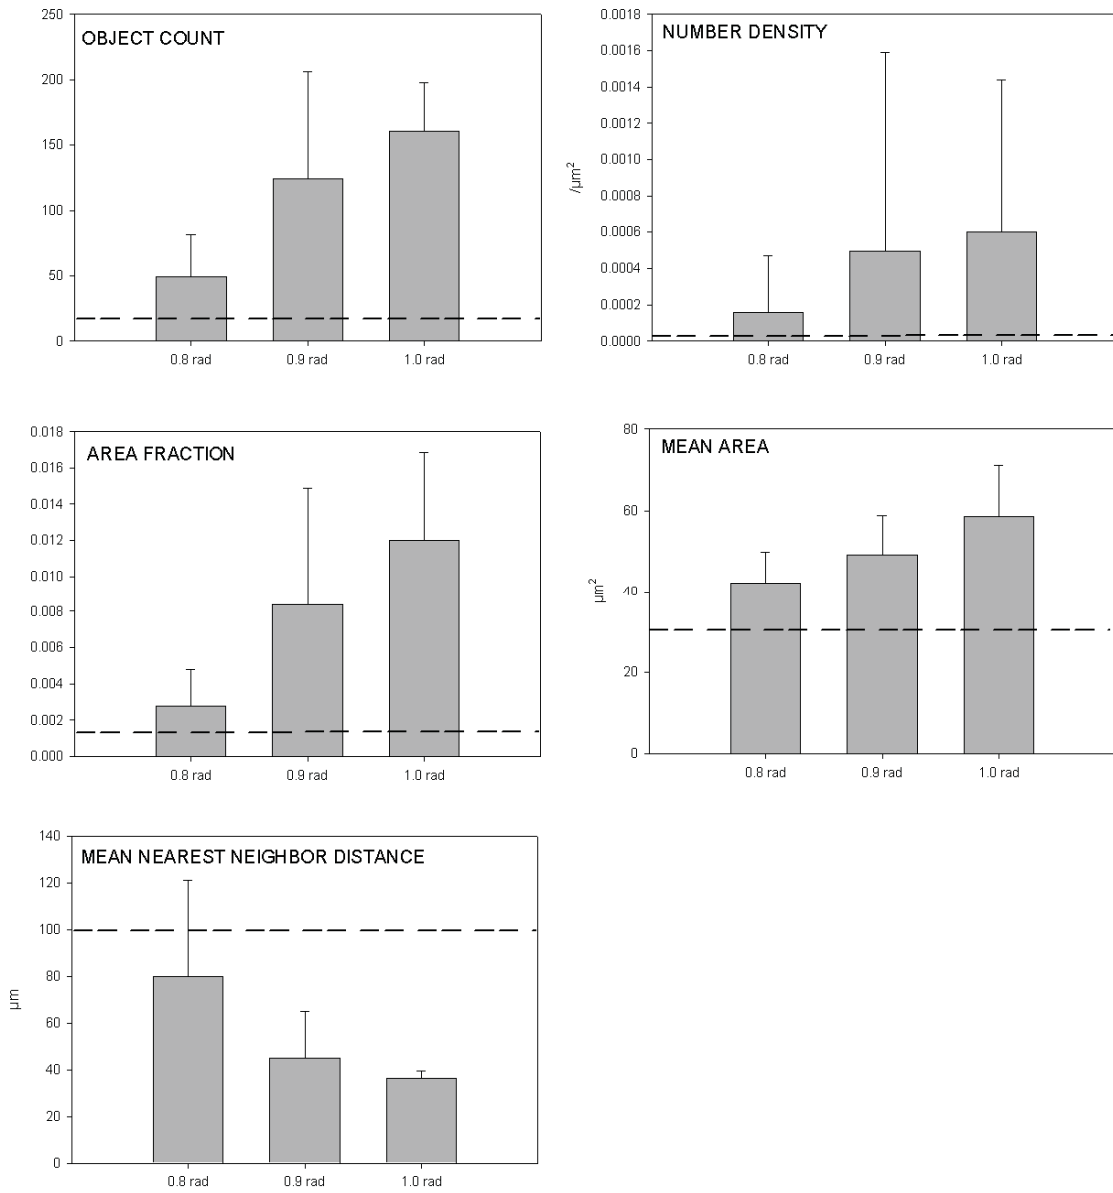 OBJECT COUNT
250
200
150
100
50
0
0.8 rad
0.9 rad
1.0 rad
NUMBER DENSITY
/µm²
0.0018
0.0016
0.0014
0.0012
0.0010
0.0008
0.0006
0.0004
0.0002
0.0000
0.8 rad
0.9 rad
1.0 rad
AREA FRACTION
0.018
0.016
0.014
0.012
0.010
0.008
0.006
0.004
0.002
0.000
0.8 rad
0.9 rad
1.0 rad
MEAN AREA
µm²
80
60
40
20
0
0.8 rad
0.9 rad
1.0 rad
MEAN NEAREST NEIGHBOR DISTANCE
µm
140
120
100
80
60
40
20
0
0.8 rad
0.9 rad
1.0 rad